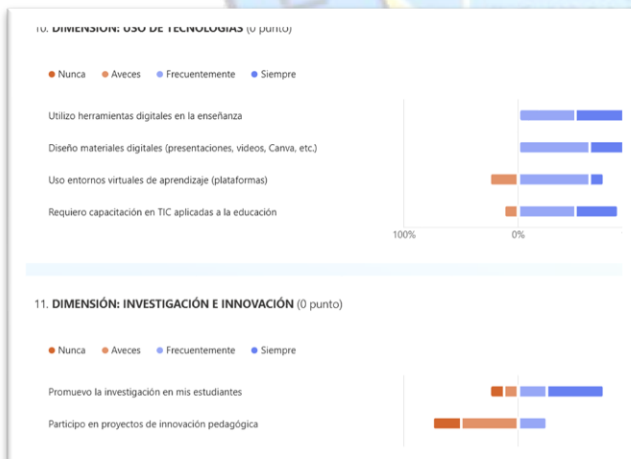 10. DIMENSIÓN: USO DE TECNOLOGÍAS (0 punto)
Nunca Aveces Frecuentemente Siempre
Utilizo herramientas digitales en la enseñanza
Diseño materiales digitales (presentaciones, videos, Canva, etc.)
Uso entornos virtuales de aprendizaje (plataformas)
Requiero capacitación en TIC aplicadas a la educación
100% 0%
11. DIMENSIÓN: INVESTIGACIÓN E INNOVACIÓN (0 punto)
Nunca Aveces Frecuentemente Siempre
Promuevo la investigación en mis estudiantes
Participo en proyectos de innovación pedagógica